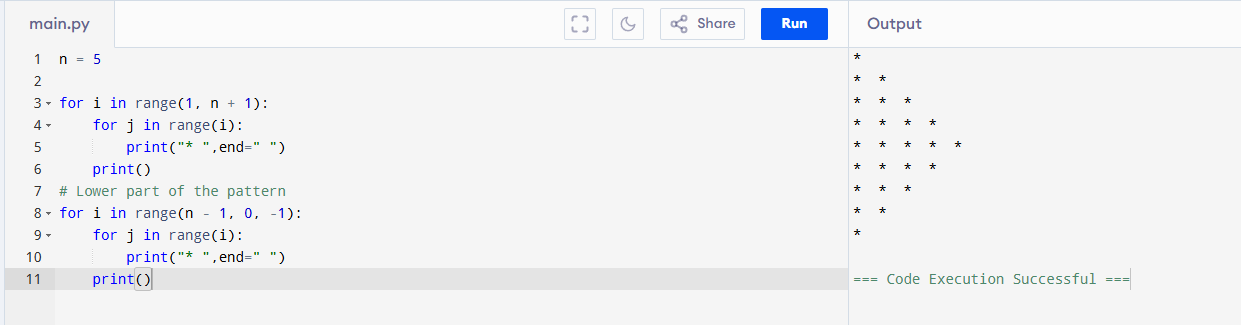 main.py
Share
Run
Output
1 n = 5
2
3 for i in range(1, n + 1):
4     for j in range(i):
5         print("* ",end=" ")
6     print()
7 # Lower part of the pattern
8 for i in range(n - 1, 0, -1):
9     for j in range(i):
10         print("* ",end=" ")
11     print()
*
*  *
*  *  *
*  *  *  *
*  *  *  *  *
*  *  *  *
*  *  *
*  *
*
=== Code Execution Successful ===